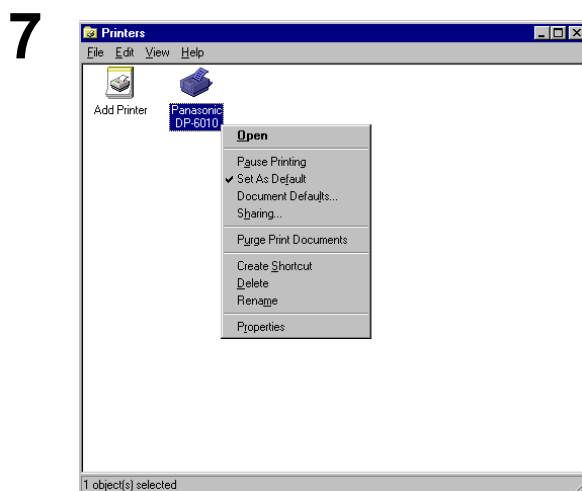 7
Printers
File Edit View Help
Add Printer
Panasonic
DP-6010
Open
Pause Printing
Set As Default
Document Defaults...
Sharing...
Purge Print Documents
Create Shortcut
Delete
Rename
Properties
1 object(s) selected